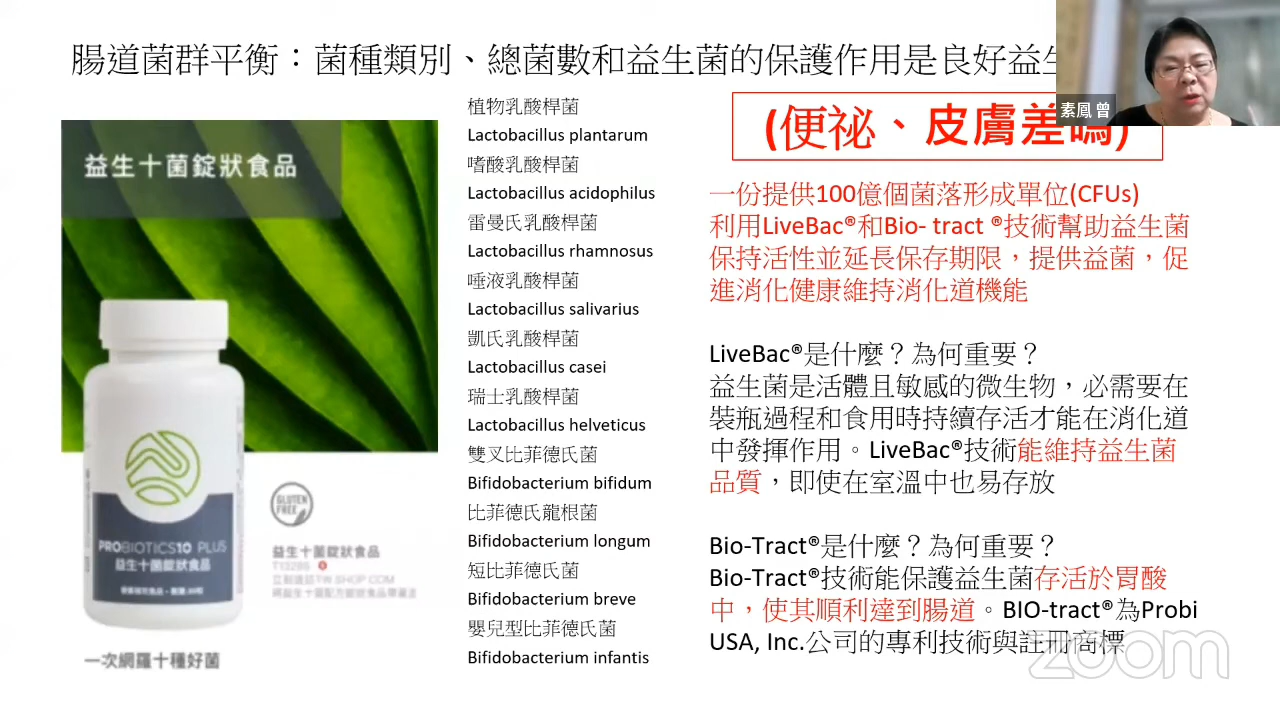 腸道菌群平衡：菌種類別、總菌數和益生菌的保護作用是良好益生
素鳳 曾
(便祕、皮膚差嗎)
益生十菌錠狀食品
GLUTEN
FREE
PROBIOTICS10 PLUS
益生十菌錠狀食品
益生十菌錠狀食品
一次網羅十種好菌
植物乳酸桿菌
Lactobacillus plantarum
嗜酸乳酸桿菌
Lactobacillus acidophilus
雷曼氏乳酸桿菌
Lactobacillus rhamnosus
唾液乳酸桿菌
Lactobacillus salivarius
凱氏乳酸桿菌
Lactobacillus casei
瑞士乳酸桿菌
Lactobacillus helveticus
雙叉比菲德氏菌
Bifidobacterium bifidum
比菲德氏龍根菌
Bifidobacterium longum
短比菲德氏菌
Bifidobacterium breve
嬰兒型比菲德氏菌
Bifidobacterium infantis
一份提供100億個菌落形成單位(CFUs)
利用LiveBac®和Bio- tract ®技術幫助益生菌
保持活性並延長保存期限，提供益菌，促
進消化健康維持消化道機能
LiveBac®是什麼？為何重要？
益生菌是活體且敏感的微生物，必需要在
裝瓶過程和食用時持續存活才能在消化道
中發揮作用。LiveBac®技術能維持益生菌
品質，即使在室溫中也易存放
Bio-Tract®是什麼？為何重要？
Bio-Tract®技術能保護益生菌存活於胃酸
中，使其順利達到腸道。BIO-tract®為Probi
USA, Inc.公司的專利技術與註冊商標
zoom